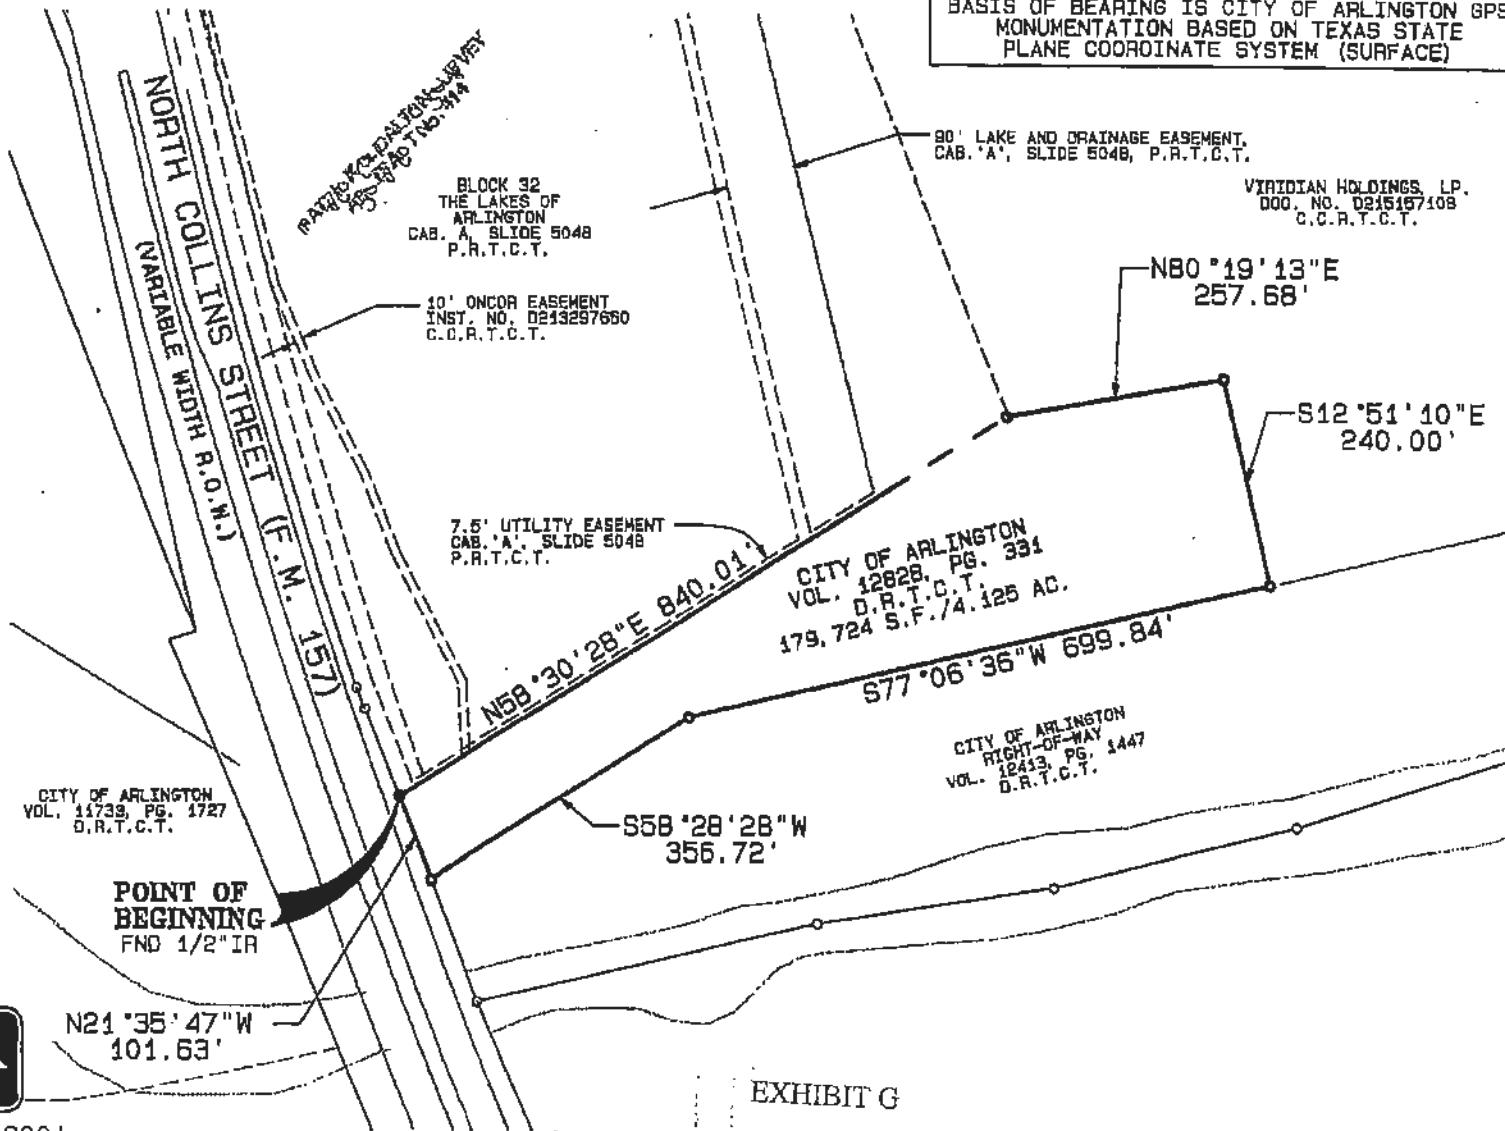 BASIS OF BEARING IS CITY OF ARLINGTON GPS
MONUMENTATION BASED ON TEXAS STATE
PLANE COORDINATE SYSTEM (SURFACE)
NORTH COLLINS STREET (F.M. 157)
(VARIABLE WIDTH R.O.W.)
BLOCK 32
THE LAKES OF
ARLINGTON
CAB. A, SLIDE 5048
P.R.T.C.T.
90' LAKE AND DRAINAGE EASEMENT,
CAB. 'A', SLIDE 5048, P.R.T.C.T.
VIRIDIAN HOLDINGS, LP.
DOC. NO. D215157108
C.C.R.T.C.T.
N80°19'13"E
257.68'
10' ONCOR EASEMENT
INST. NO. D213297660
C.C.R.T.C.T.
S12°51'10"E
240.00'
7.5' UTILITY EASEMENT
CAB. 'A', SLIDE 5048
P.R.T.C.T.
N58°30'28"E 840.01'
CITY OF ARLINGTON
VOL. 12828, PG. 331
D.R.T.C.T.
179,724 S.F./4.125 AC.
S77°06'36"W 699.84'
CITY OF ARLINGTON
RIGHT-OF-WAY
VOL. 12413, PG. 1447
D.R.T.C.T.
CITY OF ARLINGTON
VOL. 11733, PG. 1727
D.R.T.C.T.
S58°28'28"W
356.72'
POINT OF
BEGINNING
FND 1/2"IR
N21°35'47"W
101.63'
EXHIBIT G